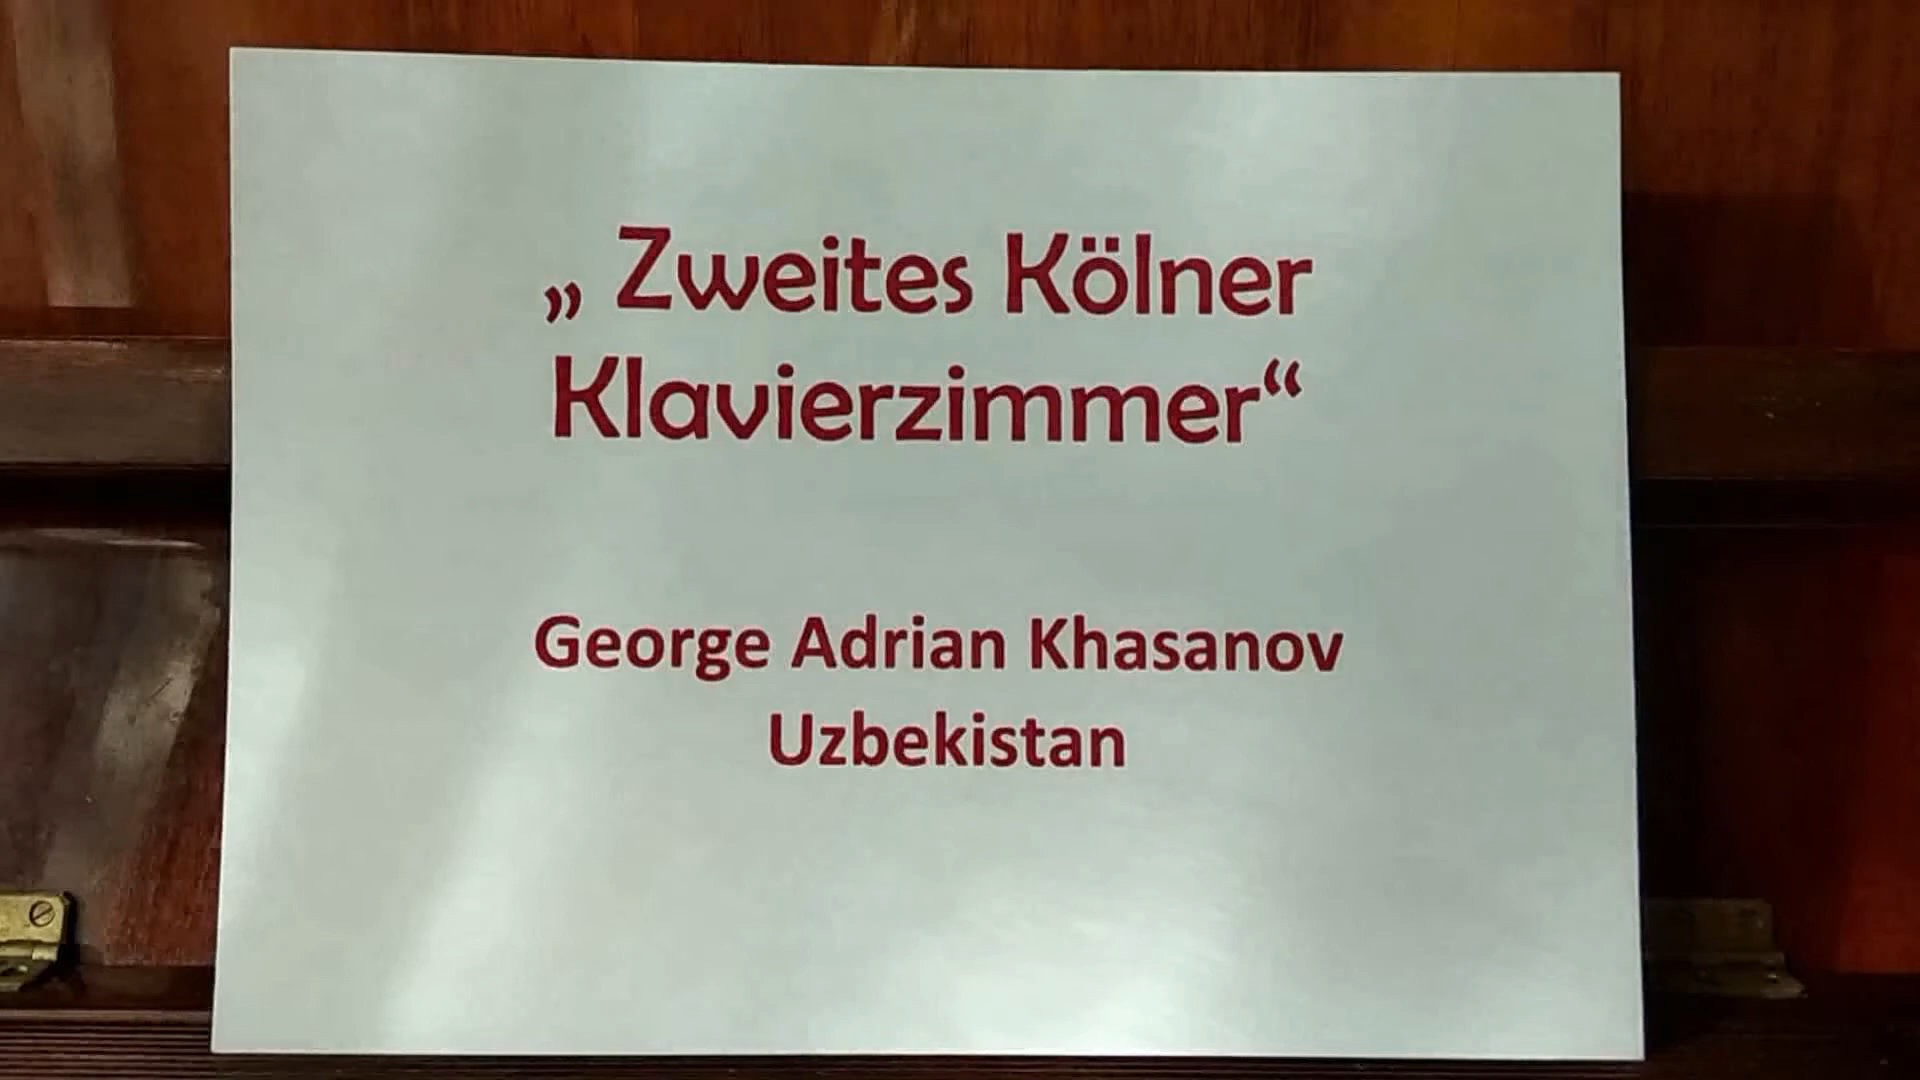 „ Zweites Kölner
Klavierzimmer“
George Adrian Khasanov
Uzbekistan